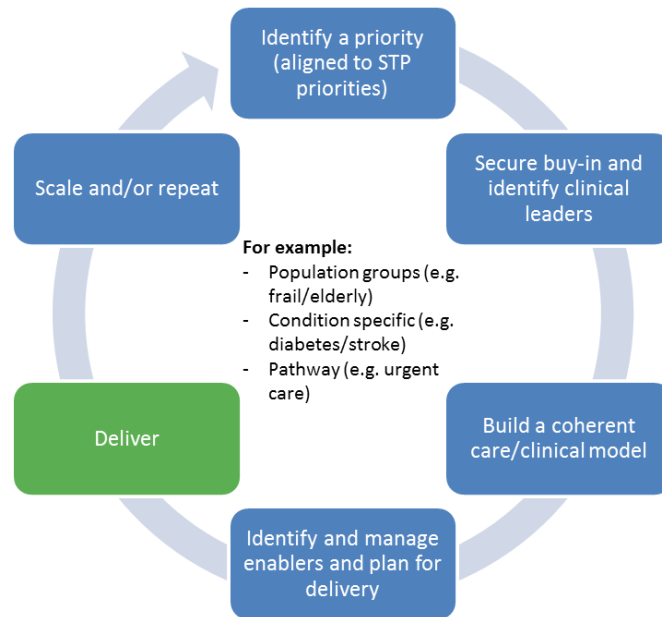 Identify a priority
(aligned to STP
priorities)
Secure buy-in and
identify clinical
leaders
Build a coherent
care/clinical model
Identify and manage
enablers and plan for
delivery
Deliver
Scale and/or repeat
For example:
- Population groups (e.g.
frail/elderly)
- Condition specific (e.g.
diabetes/stroke)
- Pathway (e.g. urgent
care)